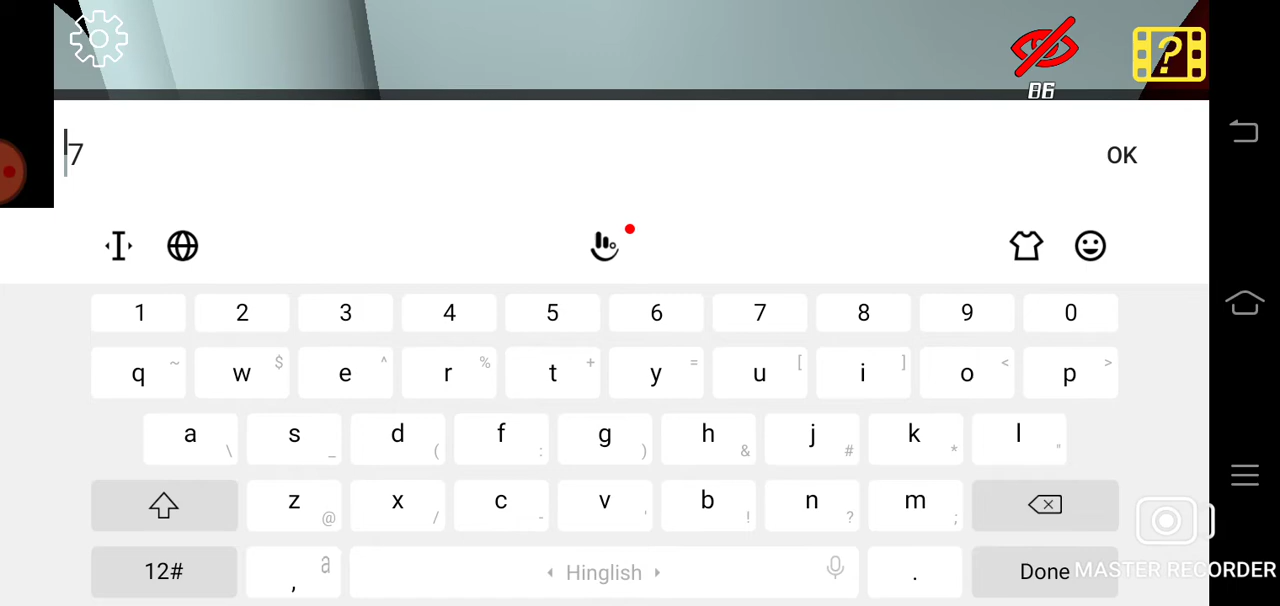 86
7
OK
1 2 3 4 5 6 7 8 9 0
q ~ w $ e ^ r % t + y = u [ i ] o < p >
a \ s _ d ( f : g ) h & j # k * l "
z @ x / c - v ' b ! n ? m ;
12# , a Hinglish . Done MASTER RECORDER